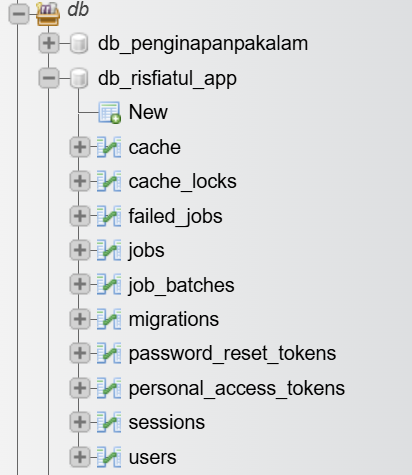 db
db_penginapanpakalam
db_risfiatul_app
New
cache
cache_locks
failed_jobs
jobs
job_batches
migrations
password_reset_tokens
personal_access_tokens
sessions
users